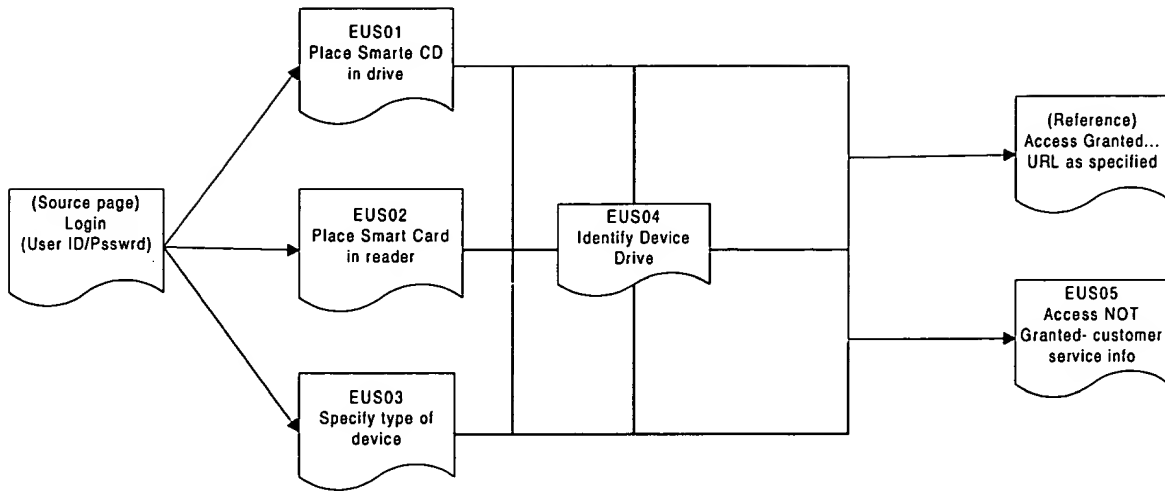 EUS01
Place Smarte CD
in drive
(Source page)
Login
(User ID/Psswrd)
EUS02
Place Smart Card
in reader
EUS03
Specify type of
device
EUS04
Identify Device
Drive
(Reference)
Access Granted...
URL as specified
EUS05
Access NOT
Granted- customer
service info